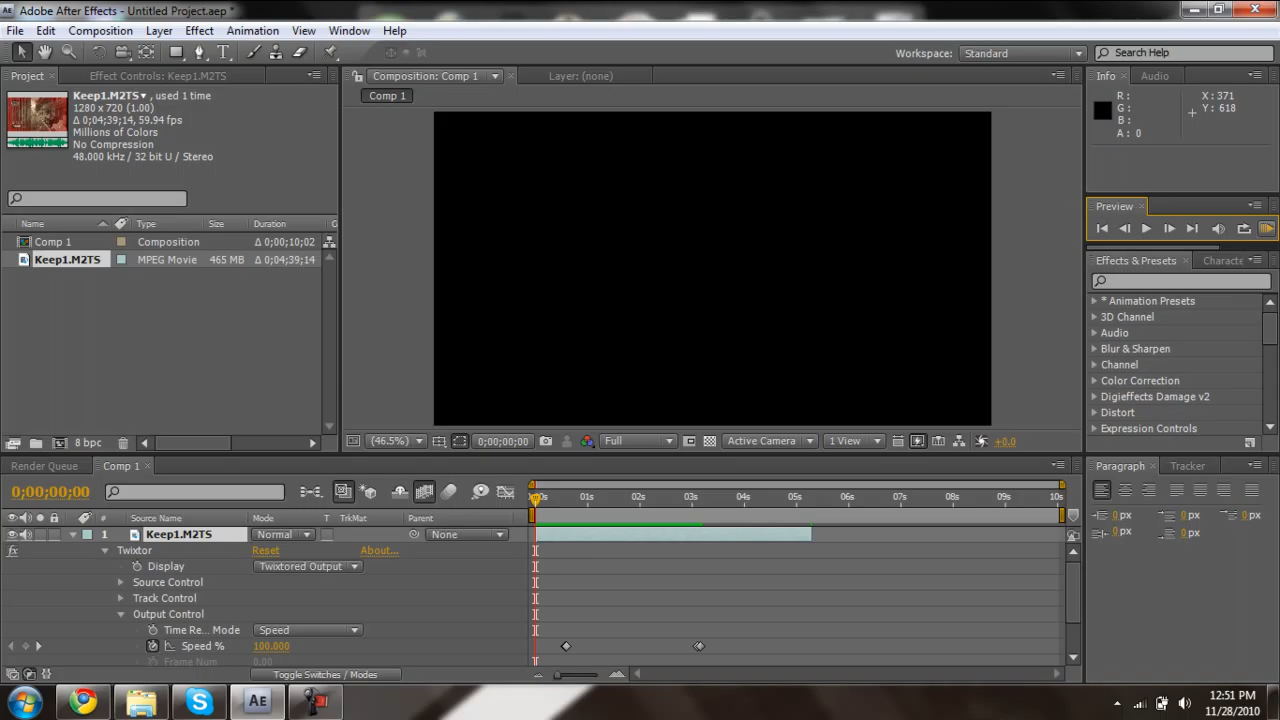 Ae Adobe After Effects - Untitled Project.aep *
File Edit Composition Layer Effect Animation View Window Help
Workspace: Standard Search Help
Project Effect Controls: Keep1.M2TS Composition: Comp 1 Layer: (none) Info Audio
Keep1.M2TS , used 1 time
1280 x 720 (1.00)
Δ 0;04;39;14, 59.94 fps
Millions of Colors
No Compression
48.000 kHz / 32 bit U / Stereo
Comp 1
R : X : 371
G : Y : 618
B :
A : 0
Name Type Size Duration
Comp 1 Composition Δ 0;00;10;02
Keep1.M2TS MPEG Movie 465 MB Δ 0;04;39;14
Preview
Effects & Presets Characte
* Animation Presets
3D Channel
Audio
Blur & Sharpen
Channel
Color Correction
Digieffects Damage v2
Distort
Expression Controls
8 bpc (46.5%) 0;00;00;00 Full Active Camera 1 View +0.0
Render Queue Comp 1 Paragraph Tracker
0;00;00;00 01s 02s 03s 04s 05s 06s 07s 08s 09s 10s
0 px 0 px 0 px
0 px 0 px
# Source Name Mode T TrkMat Parent
1 Keep1.M2TS Normal None
fx Twixtor Reset About...
Display Twixtored Output
Source Control
Track Control
Output Control
Time Re... Mode Speed
Speed % 100.000
Frame Num 0.00
Toggle Switches / Modes
Ae
12:51 PM
11/28/2010